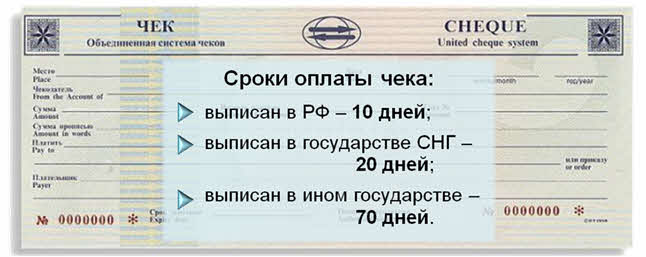 ЧЕК
CHEQUE
Объединенная система чеков
United cheque system
Место
Place
month
год/year
Чекодатель
From the Account of
Сумма
Amount
Сумма прописью
Amount in words
Платить
Pay to
или приказу
or order
Плательщик
Payer
Сроки оплаты чека:
выписан в РФ – 10 дней;
выписан в государстве СНГ –
20 дней;
выписан в ином государстве –
70 дней.
№ 0000000 *
№ 0000000 *